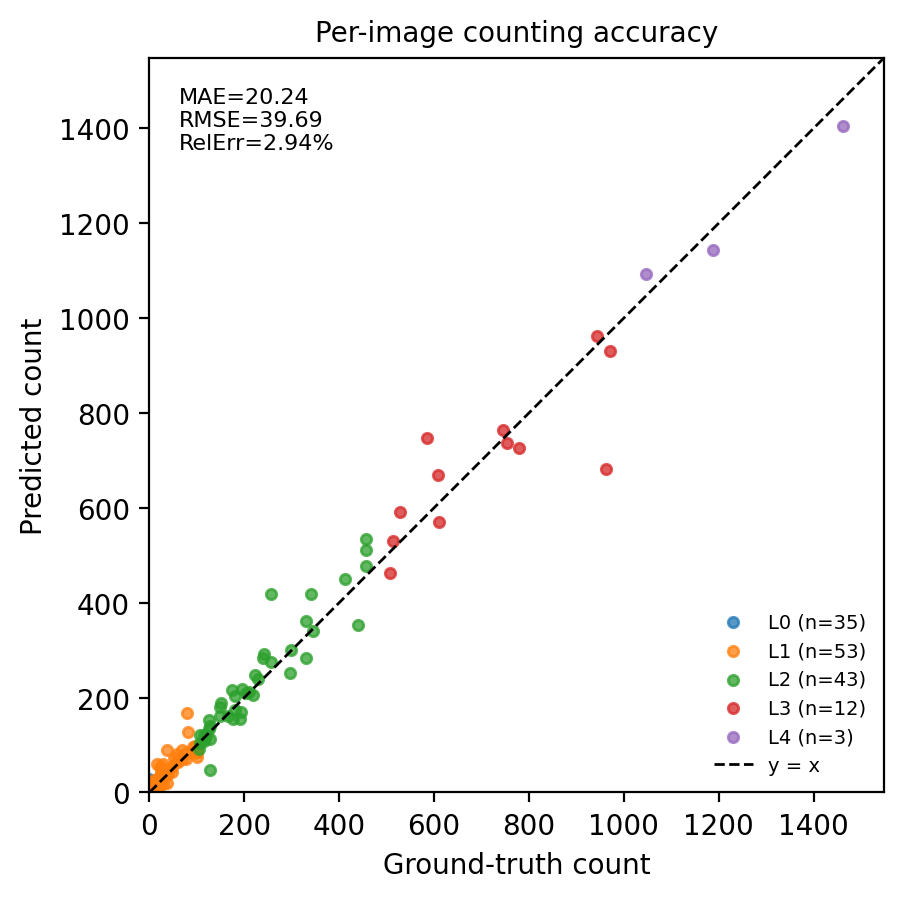 Per-image counting accuracy
MAE=20.24
RMSE=39.69
RelErr=2.94%
1400
1200
1000
800
600
400
200
0
Predicted count
L0 (n=35)
L1 (n=53)
L2 (n=43)
L3 (n=12)
L4 (n=3)
y = x
0 200 400 600 800 1000 1200 1400
Ground-truth count